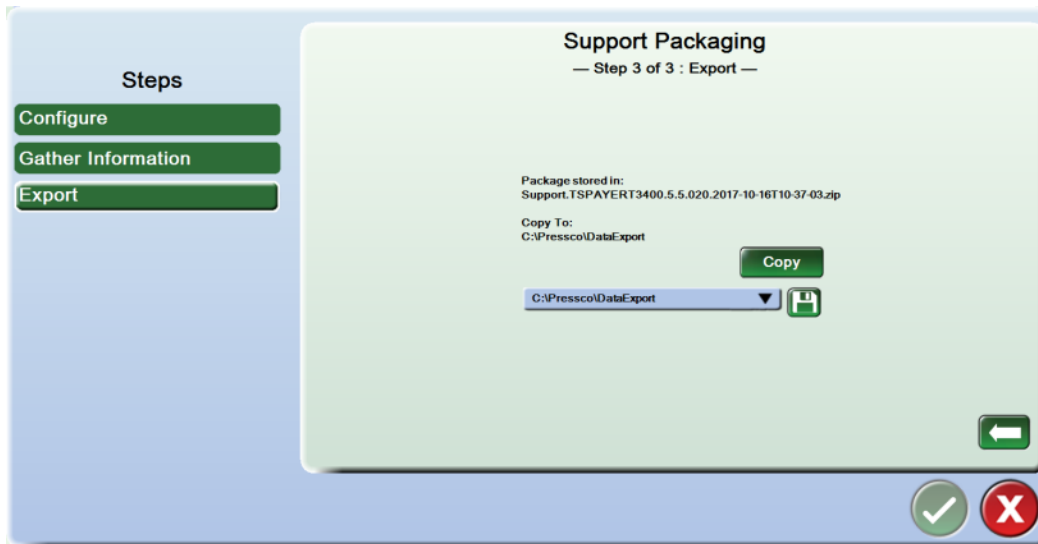 Steps
Configure
Gather Information
Export
Support Packaging
— Step 3 of 3 : Export —
Package stored in:
Support.TSPAYERT3400.5.5.020.2017-10-16T10-37-03.zip
Copy To:
C:\Pressco\DataExport
Copy
C:\Pressco\DataExport